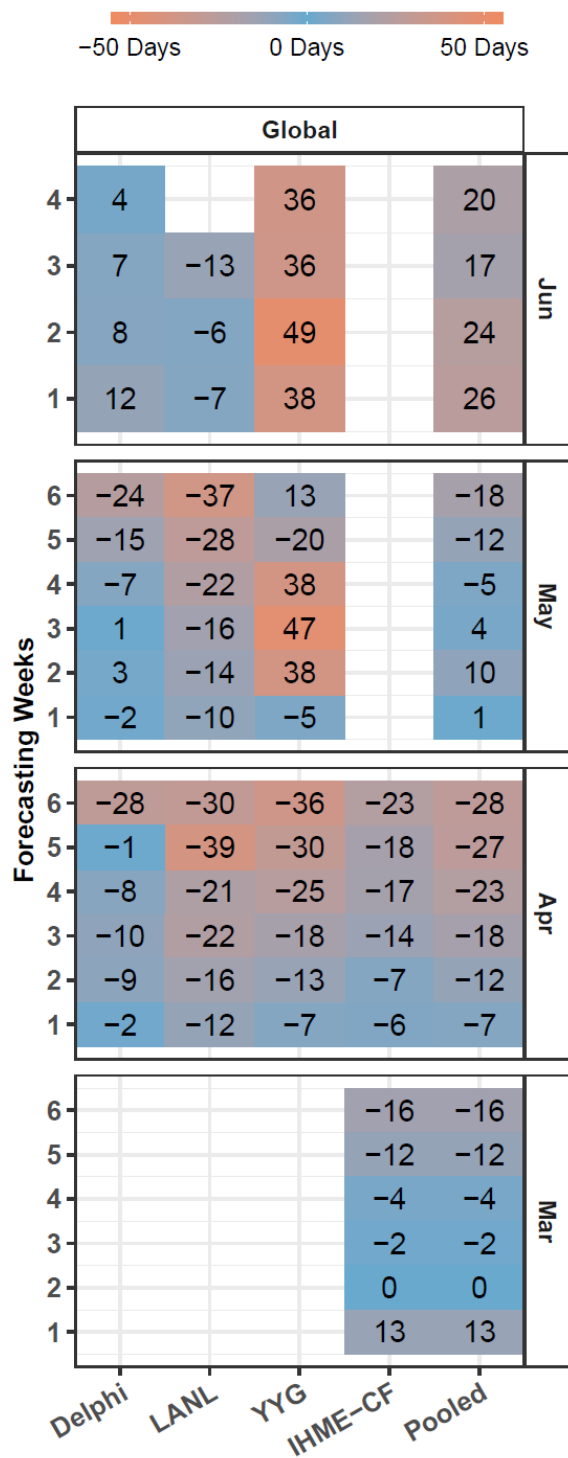 −50 Days 0 Days 50 Days
Global
4 4 36 20
3 7 −13 36 17
2 8 −6 49 24
1 12 −7 38 26
Jun
6 −24 −37 13 −18
5 −15 −28 −20 −12
4 −7 −22 38 −5
3 1 −16 47 4
2 3 −14 38 10
1 −2 −10 −5 1
May
Forecasting Weeks
6 −28 −30 −36 −23 −28
5 −1 −39 −30 −18 −27
4 −8 −21 −25 −17 −23
3 −10 −22 −18 −14 −18
2 −9 −16 −13 −7 −12
1 −2 −12 −7 −6 −7
Apr
6 −16 −16
5 −12 −12
4 −4 −4
3 −2 −2
2 0 0
1 13 13
Mar
Delphi LANL YYG IHME−CF Pooled